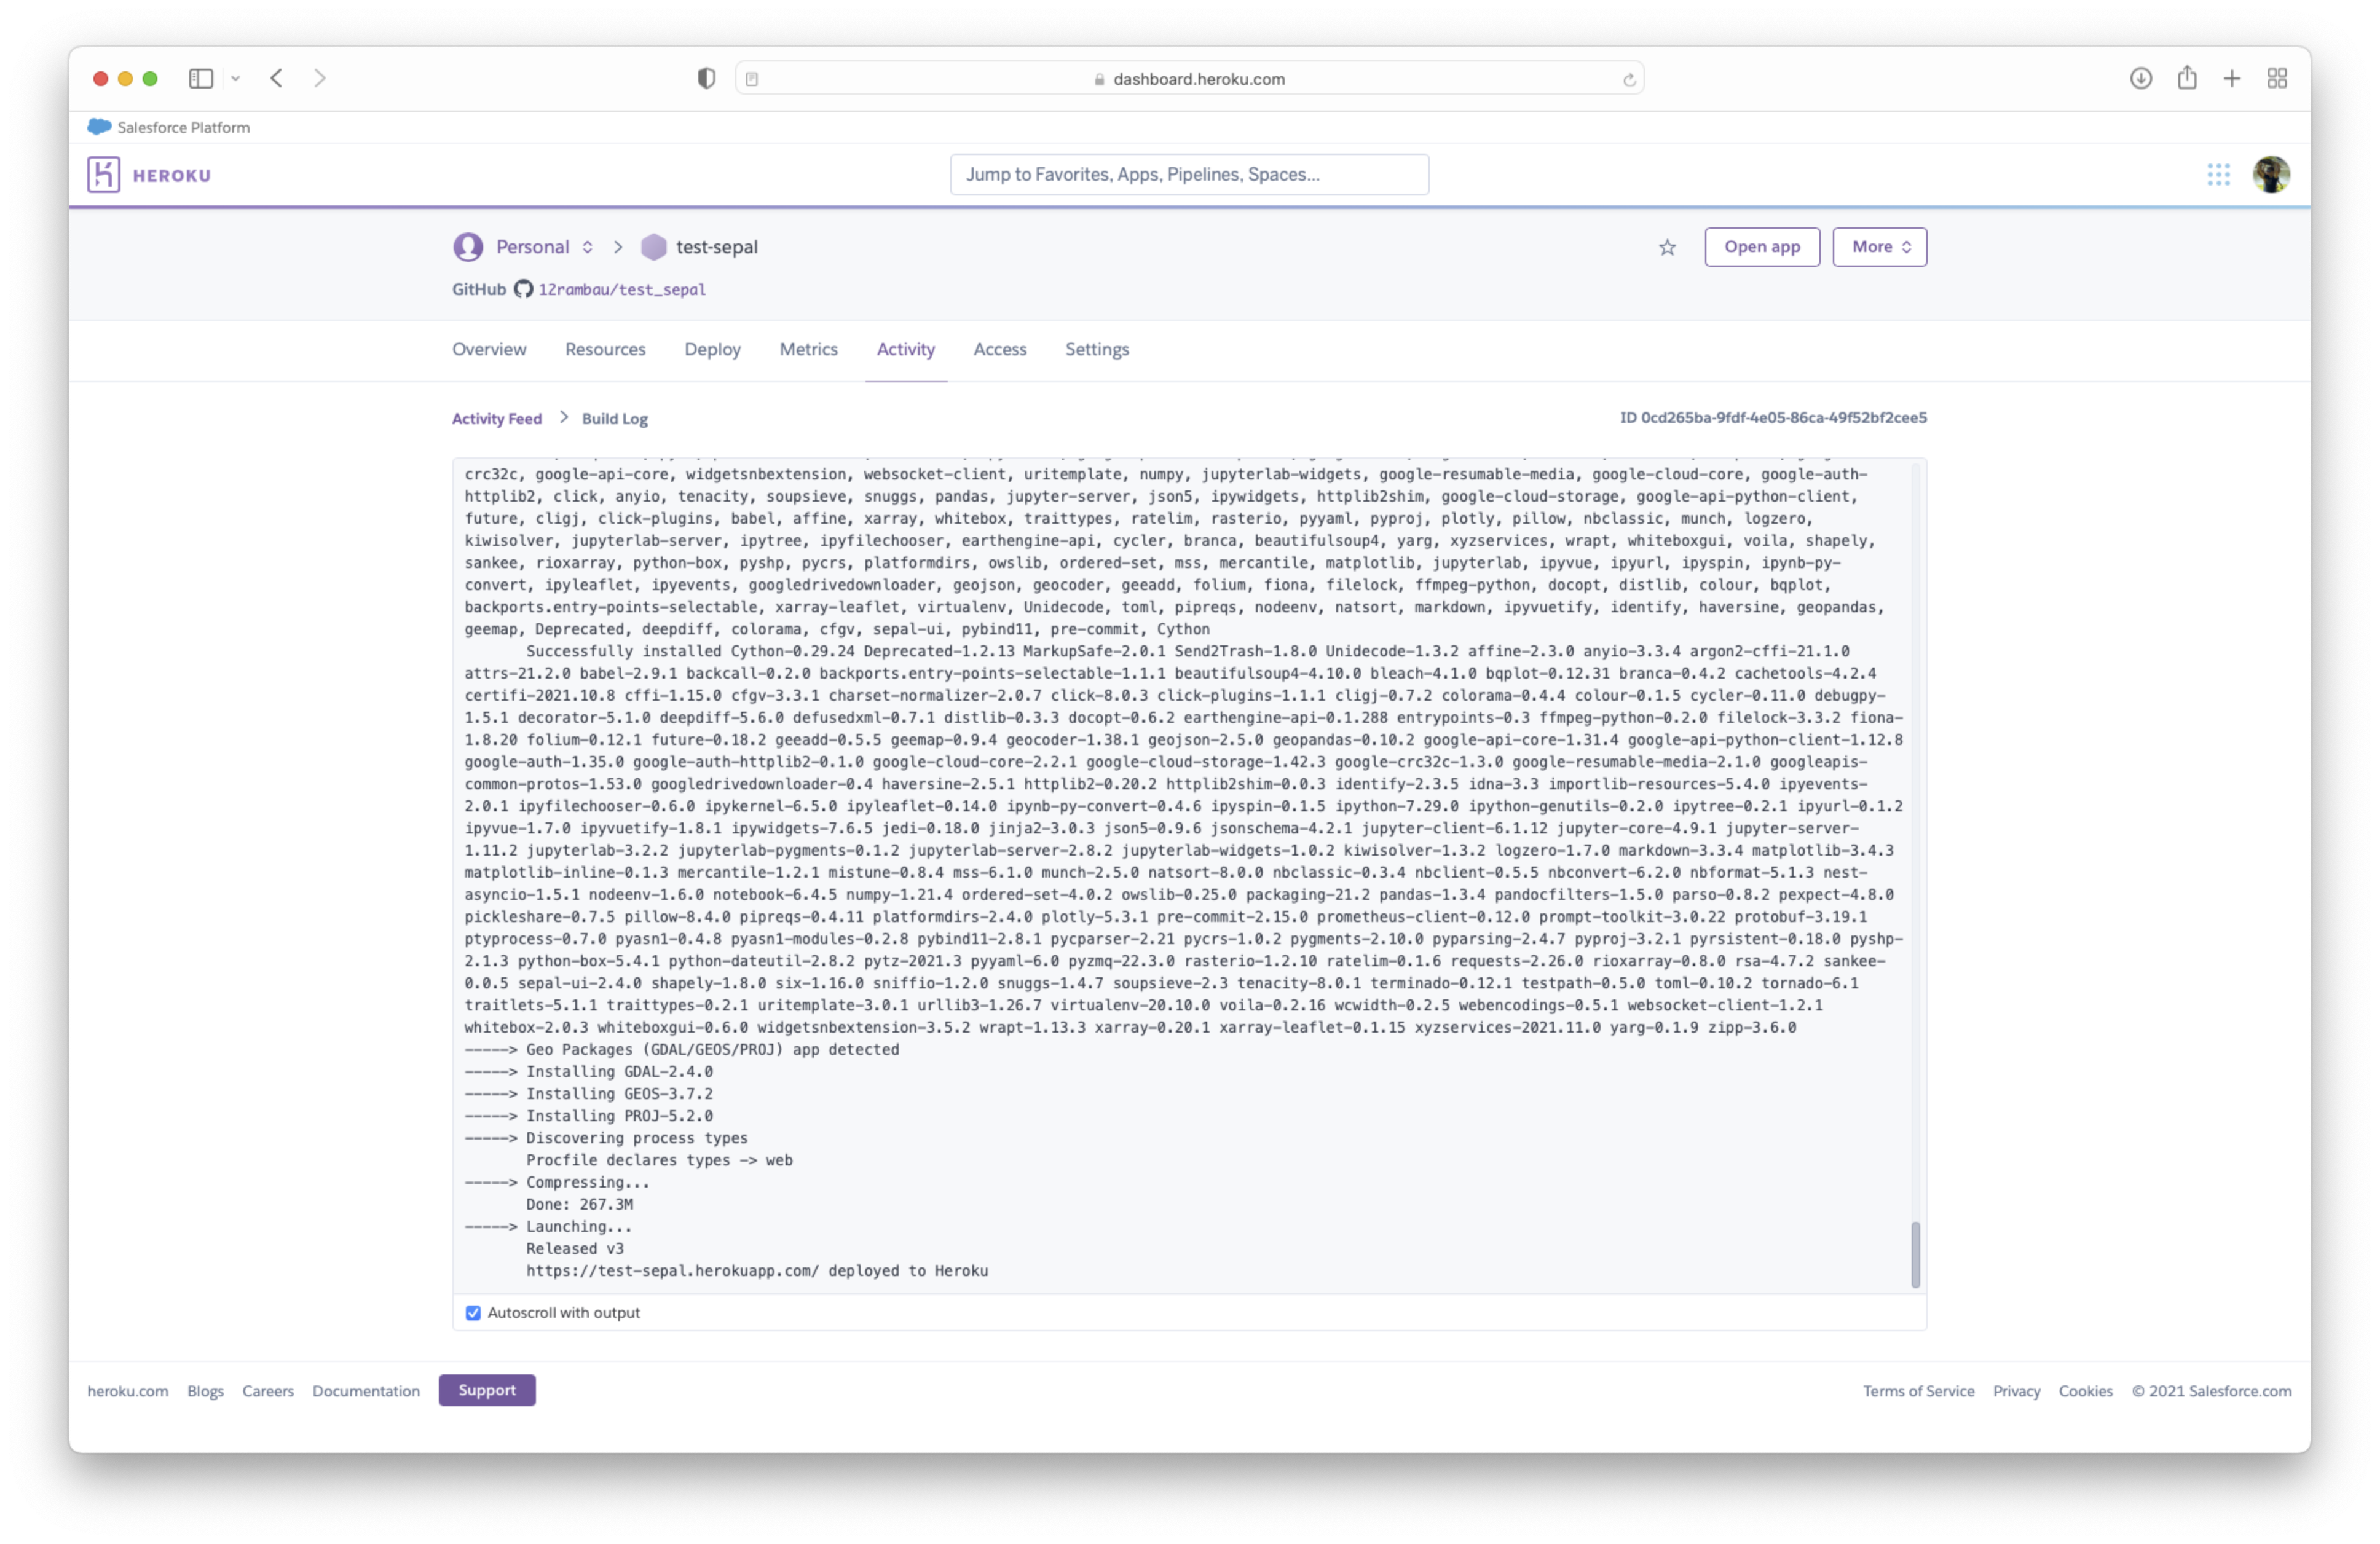 dashboard.heroku.com
Salesforce Platform
HEROKU
Jump to Favorites, Apps, Pipelines, Spaces...
Personal > test-sepal
Open app
More
GitHub 12rambau/test_sepal
Overview Resources Deploy Metrics Activity Access Settings
Activity Feed > Build Log
ID 0cd265ba-9fdf-4e05-86ca-49f52bf2cee5
crc32c, google-api-core, widgetsnbextension, websocket-client, uritemplate, numpy, jupyterlab-widgets, google-resumable-media, google-cloud-core, google-auth-
httplib2, click, anyio, tenacity, soupsieve, snuggs, pandas, jupyter-server, json5, ipywidgets, httplib2shim, google-cloud-storage, google-api-python-client,
future, cligj, click-plugins, babel, affine, xarray, whitebox, traittypes, ratelim, rasterio, pyyaml, pyproj, plotly, pillow, nbclassic, munch, logzero,
kiwisolver, jupyterlab-server, ipytree, ipyfilechooser, earthengine-api, cycler, branca, beautifulsoup4, yarg, xyzservices, wrapt, whiteboxgui, voila, shapely,
sankee, rioxarray, python-box, pyshp, pycrs, platformdirs, owslib, ordered-set, mss, mercantile, matplotlib, jupyterlab, ipyvue, ipyurl, ipyspin, ipynb-py-
convert, ipyleaflet, ipyevents, googledrivedownloader, geojson, geocoder, geeadd, folium, fiona, filelock, ffmpeg-python, docopt, distlib, colour, bqplot,
backports.entry-points-selectable, xarray-leaflet, virtualenv, Unidecode, toml, pipreqs, nodeenv, natsort, markdown, ipyvuetify, identify, haversine, geopandas,
geemap, Deprecated, deepdiff, colorama, cfgv, sepal-ui, pybind11, pre-commit, Cython
Successfully installed Cython-0.29.24 Deprecated-1.2.13 MarkupSafe-2.0.1 Send2Trash-1.8.0 Unidecode-1.3.2 affine-2.3.0 anyio-3.3.4 argon2-cffi-21.1.0
attrs-21.2.0 babel-2.9.1 backcall-0.2.0 backports.entry-points-selectable-1.1.1 beautifulsoup4-4.10.0 bleach-4.1.0 bqplot-0.12.31 branca-0.4.2 cachetools-4.2.4
certifi-2021.10.8 cffi-1.15.0 cfgv-3.3.1 charset-normalizer-2.0.7 click-8.0.3 click-plugins-1.1.1 cligj-0.7.2 colorama-0.4.4 colour-0.1.5 cycler-0.11.0 debugpy-
1.5.1 decorator-5.1.0 deepdiff-5.6.0 defusedxml-0.7.1 distlib-0.3.3 docopt-0.6.2 earthengine-api-0.1.288 entrypoints-0.3 ffmpeg-python-0.2.0 filelock-3.3.2 fiona-
1.8.20 folium-0.12.1 future-0.18.2 geeadd-0.5.5 geemap-0.9.4 geocoder-1.38.1 geojson-2.5.0 geopandas-0.10.2 google-api-core-1.31.4 google-api-python-client-1.12.8
google-auth-1.35.0 google-auth-httplib2-0.1.0 google-cloud-core-2.2.1 google-cloud-storage-1.42.3 google-crc32c-1.3.0 google-resumable-media-2.1.0 googleapis-
common-protos-1.53.0 googledrivedownloader-0.4 haversine-2.5.1 httplib2-0.20.2 httplib2shim-0.0.3 identify-2.3.5 idna-3.3 importlib-resources-5.4.0 ipyevents-
2.0.1 ipyfilechooser-0.6.0 ipykernel-6.5.0 ipyleaflet-0.14.0 ipynb-py-convert-0.4.6 ipyspin-0.1.5 ipython-7.29.0 ipython-genutils-0.2.0 ipytree-0.2.1 ipyurl-0.1.2
ipyvue-1.7.0 ipyvuetify-1.8.1 ipywidgets-7.6.5 jedi-0.18.0 jinja2-3.0.3 json5-0.9.6 jsonschema-4.2.1 jupyter-client-6.1.12 jupyter-core-4.9.1 jupyter-server-
1.11.2 jupyterlab-3.2.2 jupyterlab-pygments-0.1.2 jupyterlab-server-2.8.2 jupyterlab-widgets-1.0.2 kiwisolver-1.3.2 logzero-1.7.0 markdown-3.3.4 matplotlib-3.4.3
matplotlib-inline-0.1.3 mercantile-1.2.1 mistune-0.8.4 mss-6.1.0 munch-2.5.0 natsort-8.0.0 nbclassic-0.3.4 nbclient-0.5.5 nbconvert-6.2.0 nbformat-5.1.3 nest-
asyncio-1.5.1 nodeenv-1.6.0 notebook-6.4.5 numpy-1.21.4 ordered-set-4.0.2 owslib-0.25.0 packaging-21.2 pandas-1.3.4 pandocfilters-1.5.0 parso-0.8.2 pexpect-4.8.0
pickleshare-0.7.5 pillow-8.4.0 pipreqs-0.4.11 platformdirs-2.4.0 plotly-5.3.1 pre-commit-2.15.0 prometheus-client-0.12.0 prompt-toolkit-3.0.22 protobuf-3.19.1
ptyprocess-0.7.0 pyasn1-0.4.8 pyasn1-modules-0.2.8 pybind11-2.8.1 pycparser-2.21 pycrs-1.0.2 pygments-2.10.0 pyparsing-2.4.7 pyproj-3.2.1 pyrsistent-0.18.0 pyshp-
2.1.3 python-box-5.4.1 python-dateutil-2.8.2 pytz-2021.3 pyyaml-6.0 pyzmq-22.3.0 rasterio-1.2.10 ratelim-0.1.6 requests-2.26.0 rioxarray-0.8.0 rsa-4.7.2 sankee-
0.0.5 sepal-ui-2.4.0 shapely-1.8.0 six-1.16.0 sniffio-1.2.0 snuggs-1.4.7 soupsieve-2.3 tenacity-8.0.1 terminado-0.12.1 testpath-0.5.0 toml-0.10.2 tornado-6.1
traitlets-5.1.1 traittypes-0.2.1 uritemplate-3.0.1 urllib3-1.26.7 virtualenv-20.10.0 voila-0.2.16 wcwidth-0.2.5 webencodings-0.5.1 websocket-client-1.2.1
whitebox-2.0.3 whiteboxgui-0.6.0 widgetsnbextension-3.5.2 wrapt-1.13.3 xarray-0.20.1 xarray-leaflet-0.1.15 xyzservices-2021.11.0 yarg-0.1.9 zipp-3.6.0
-----> Geo Packages (GDAL/GEOS/PROJ) app detected
-----> Installing GDAL-2.4.0
-----> Installing GEOS-3.7.2
-----> Installing PROJ-5.2.0
-----> Discovering process types
Procfile declares types -> web
-----> Compressing...
Done: 267.3M
-----> Launching...
Released v3
https://test-sepal.herokuapp.com/ deployed to Heroku
Autoscroll with output
heroku.com Blogs Careers Documentation Support
Terms of Service Privacy Cookies © 2021 Salesforce.com